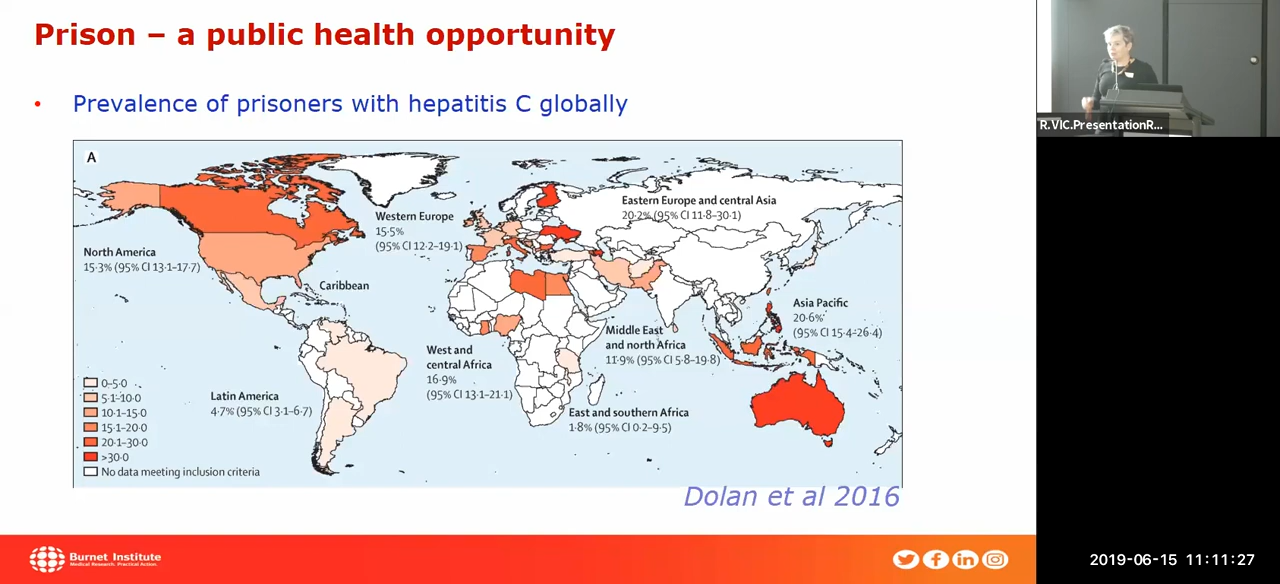 Prison – a public health opportunity
• Prevalence of prisoners with hepatitis C globally
A
Western Europe
15·5%
(95% CI 12·2–19·1)
Eastern Europe and central Asia
20·2% (95% CI 11·8–30·1)
North America
15·3% (95% CI 13·1–17·7)
Caribbean
Asia Pacific
20·6%
(95% CI 15·4–26·4)
Middle East
and north Africa
11·9% (95% CI 5·8–19·8)
West and
central Africa
16·9%
(95% CI 13·1–21·1)
Latin America
4·7% (95% CI 3·1–6·7)
East and southern Africa
1·8% (95% CI 0·2–9·5)
0–5·0
5·1–10·0
10·1–15·0
15·1–20·0
20·1–30·0
>30·0
No data meeting inclusion criteria
Dolan et al 2016
Burnet Institute
Medical Research. Practical Action.
R.VIC.PresentationR...
2019-06-15 11:11:27